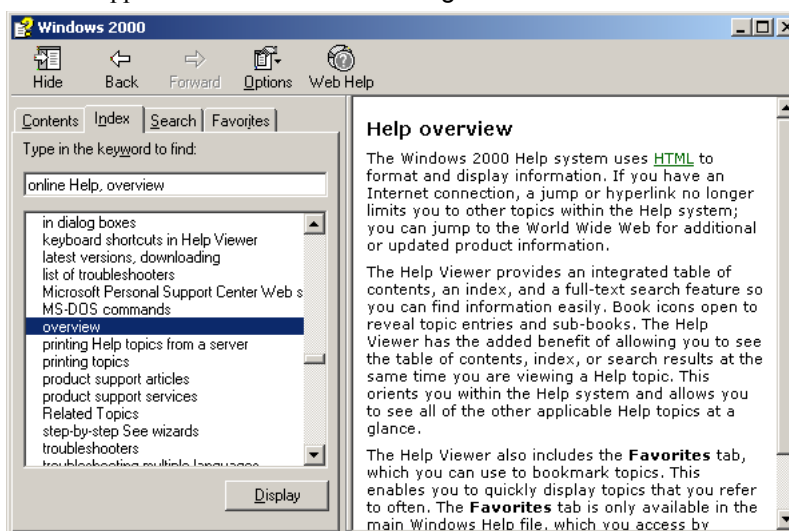 Windows 2000
Hide Back Forward Options Web Help
Contents Index Search Favorites
Type in the keyword to find:
online Help, overview
in dialog boxes
keyboard shortcuts in Help Viewer
latest versions, downloading
list of troubleshooters
Microsoft Personal Support Center Web s
MS-DOS commands
overview
printing Help topics from a server
printing topics
product support articles
product support services
Related Topics
step-by-step See wizards
troubleshooters
troubleshooting multiple languages
Display
Help overview
The Windows 2000 Help system uses HTML to
format and display information. If you have an
Internet connection, a jump or hyperlink no longer
limits you to other topics within the Help system;
you can jump to the World Wide Web for additional
or updated product information.
The Help Viewer provides an integrated table of
contents, an index, and a full-text search feature so
you can find information easily. Book icons open to
reveal topic entries and sub-books. The Help
Viewer has the added benefit of allowing you to see
the table of contents, index, or search results at the
same time you are viewing a Help topic. This
orients you within the Help system and allows you
to see all of the other applicable Help topics at a
glance.
The Help Viewer also includes the Favorites tab,
which you can use to bookmark topics. This
enables you to quickly display topics that you refer
to often. The Favorites tab is only available in the
main Windows Help file, which you access by